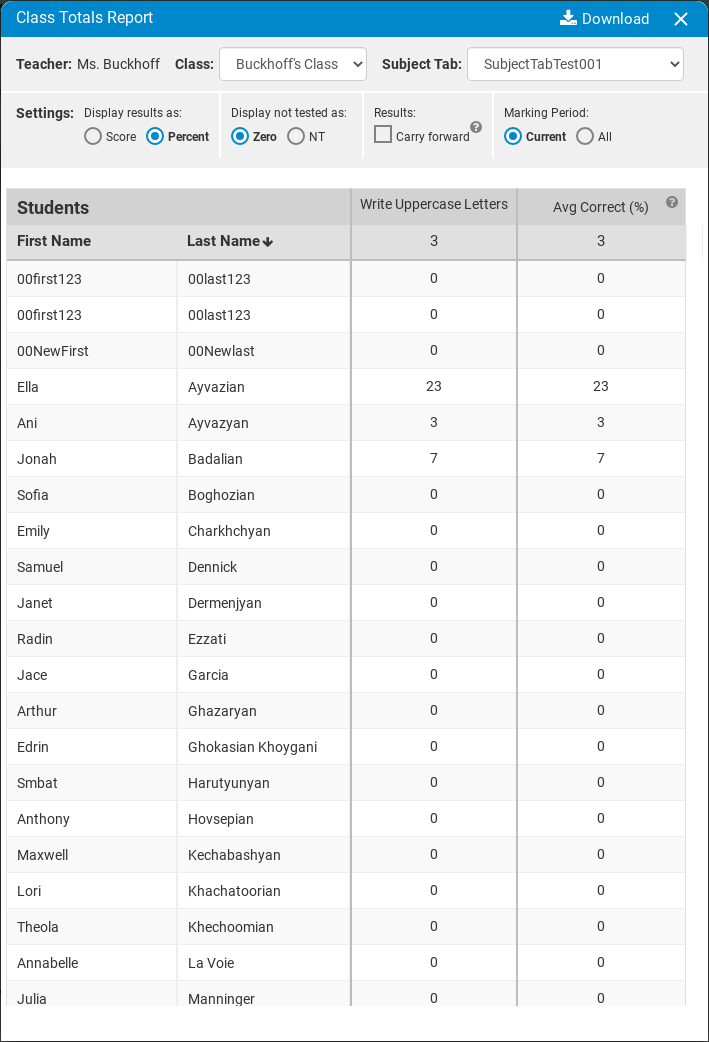 Class Totals Report Download
Teacher: Ms. Buckhoff Class: Buckhoff's Class Subject Tab: SubjectTabTest001
Settings: Display results as: Display not tested as: Results: Marking Period:
Score Percent Zero NT Carry forward ? Current All
Students Write Uppercase Letters Avg Correct (%) ?
First Name Last Name 3 3
00first123 00last123 0 0
00first123 00last123 0 0
00NewFirst 00Newlast 0 0
Ella Ayvazian 23 23
Ani Ayvazyan 3 3
Jonah Badalian 7 7
Sofia Boghozian 0 0
Emily Charkhchyan 0 0
Samuel Dennick 0 0
Janet Dermenjyan 0 0
Radin Ezzati 0 0
Jace Garcia 0 0
Arthur Ghazaryan 0 0
Edrin Ghokasian Khoygani 0 0
Smbat Harutyunyan 0 0
Anthony Hovsepian 0 0
Maxwell Kechabashyan 0 0
Lori Khachatoorian 0 0
Theola Khechoomian 0 0
Annabelle La Voie 0 0
Julia Manninger 0 0